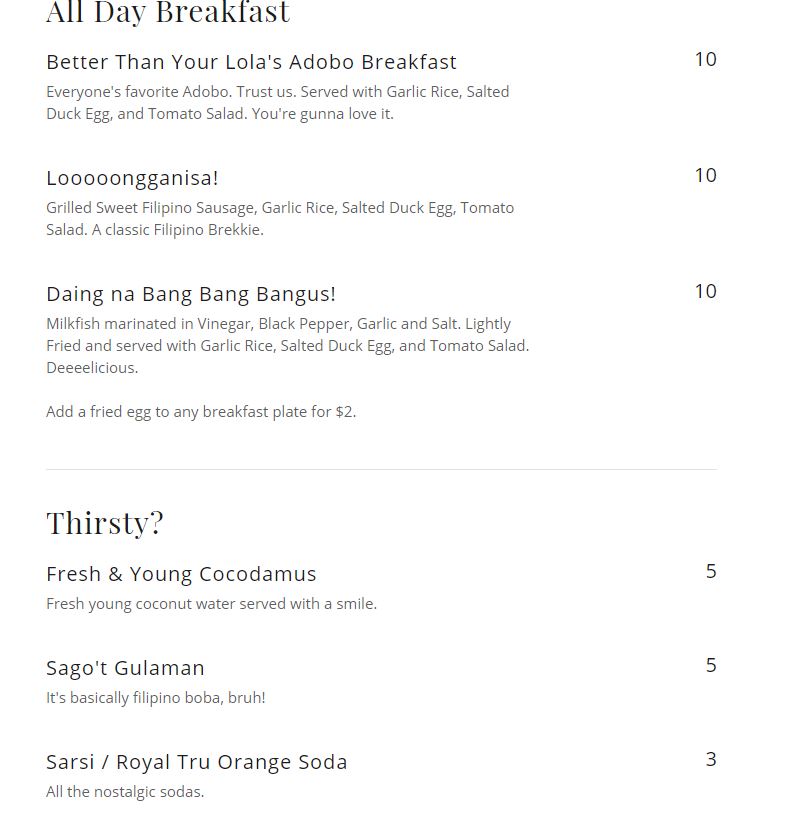 All Day Breakfast
Better Than Your Lola's Adobo Breakfast 10
Everyone's favorite Adobo. Trust us. Served with Garlic Rice, Salted
Duck Egg, and Tomato Salad. You're gunna love it.
Looooongganisa! 10
Grilled Sweet Filipino Sausage, Garlic Rice, Salted Duck Egg, Tomato
Salad. A classic Filipino Brekkie.
Daing na Bang Bang Bangus! 10
Milkfish marinated in Vinegar, Black Pepper, Garlic and Salt. Lightly
Fried and served with Garlic Rice, Salted Duck Egg, and Tomato Salad.
Deeeelicious.
Add a fried egg to any breakfast plate for $2.
Thirsty?
Fresh & Young Cocodamus 5
Fresh young coconut water served with a smile.
Sago't Gulaman 5
It's basically filipino boba, bruh!
Sarsi / Royal Tru Orange Soda 3
All the nostalgic sodas.